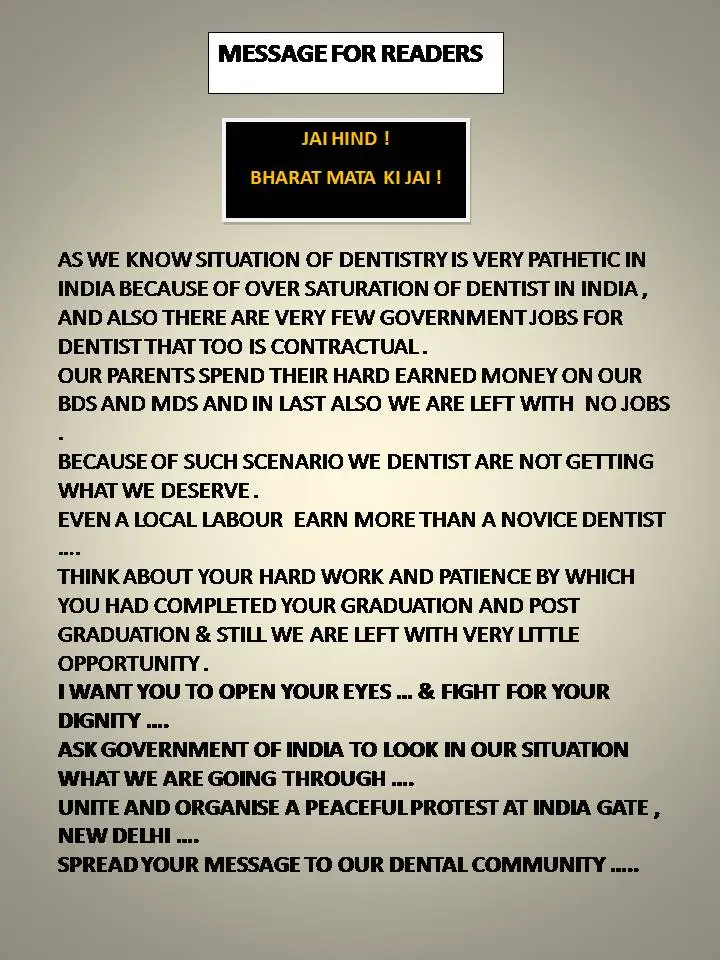 MESSAGE FOR READERS
JAI HIND !
BHARAT MATA KI JAI !
AS WE KNOW SITUATION OF DENTISTRY IS VERY PATHETIC IN
INDIA BECAUSE OF OVER SATURATION OF DENTIST IN INDIA ,
AND ALSO THERE ARE VERY FEW GOVERNMENT JOBS FOR
DENTIST THAT TOO IS CONTRACTUAL .
OUR PARENTS SPEND THEIR HARD EARNED MONEY ON OUR
BDS AND MDS AND IN LAST ALSO WE ARE LEFT WITH NO JOBS
.
BECAUSE OF SUCH SCENARIO WE DENTIST ARE NOT GETTING
WHAT WE DESERVE .
EVEN A LOCAL LABOUR EARN MORE THAN A NOVICE DENTIST
....
THINK ABOUT YOUR HARD WORK AND PATIENCE BY WHICH
YOU HAD COMPLETED YOUR GRADUATION AND POST
GRADUATION & STILL WE ARE LEFT WITH VERY LITTLE
OPPORTUNITY .
I WANT YOU TO OPEN YOUR EYES ... & FIGHT FOR YOUR
DIGNITY ....
ASK GOVERNMENT OF INDIA TO LOOK IN OUR SITUATION
WHAT WE ARE GOING THROUGH ....
UNITE AND ORGANISE A PEACEFUL PROTEST AT INDIA GATE ,
NEW DELHI ....
SPREAD YOUR MESSAGE TO OUR DENTAL COMMUNITY .....